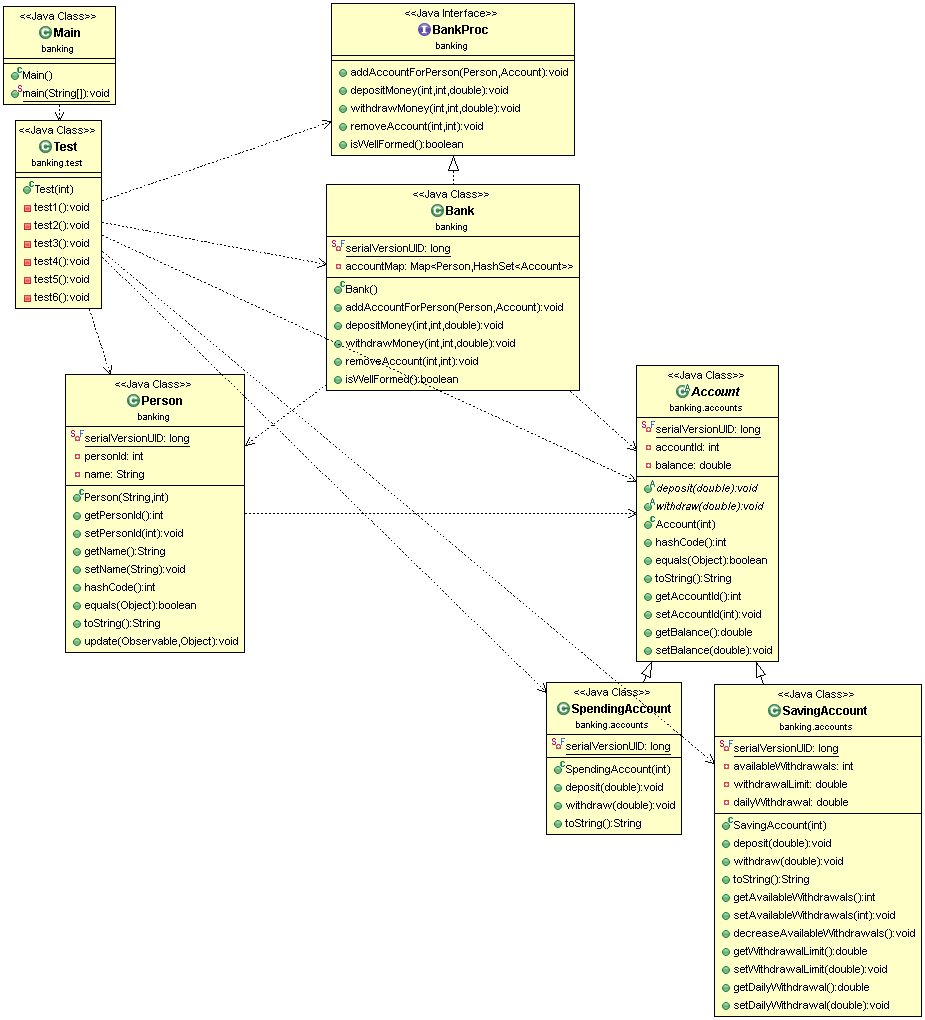 <<Java Class>>
Main
banking
Main()
main(String[]):void
<<Java Class>>
Test
banking.test
Test(int)
test1():void
test2():void
test3():void
test4():void
test5():void
test6():void
<<Java Interface>>
BankProc
banking
addAccountForPerson(Person,Account):void
depositMoney(int,int,double):void
withdrawMoney(int,int,double):void
removeAccount(int,int):void
isWellFormed():boolean
<<Java Class>>
Bank
banking
serialVersionUID: long
accountMap: Map<Person,HashSet<Account>>
Bank()
addAccountForPerson(Person,Account):void
depositMoney(int,int,double):void
withdrawMoney(int,int,double):void
removeAccount(int,int):void
isWellFormed():boolean
<<Java Class>>
Person
banking
serialVersionUID: long
personId: int
name: String
Person(String,int)
getPersonId():int
setPersonId(int):void
getName():String
setName(String):void
hashCode():int
equals(Object):boolean
toString():String
update(Observable,Object):void
<<Java Class>>
Account
banking.accounts
serialVersionUID: long
accountId: int
balance: double
deposit(double):void
withdraw(double):void
Account(int)
hashCode():int
equals(Object):boolean
toString():String
getAccountId():int
setAccountId(int):void
getBalance():double
setBalance(double):void
<<Java Class>>
SpendingAccount
banking.accounts
serialVersionUID: long
SpendingAccount(int)
deposit(double):void
withdraw(double):void
toString():String
<<Java Class>>
SavingAccount
banking.accounts
serialVersionUID: long
availableWithdrawals: int
withdrawalLimit: double
dailyWithdrawal: double
SavingAccount(int)
deposit(double):void
withdraw(double):void
toString():String
getAvailableWithdrawals():int
setAvailableWithdrawals(int):void
decreaseAvailableWithdrawals():void
getWithdrawalLimit():double
setWithdrawalLimit(double):void
getDailyWithdrawal():double
setDailyWithdrawal(double):void